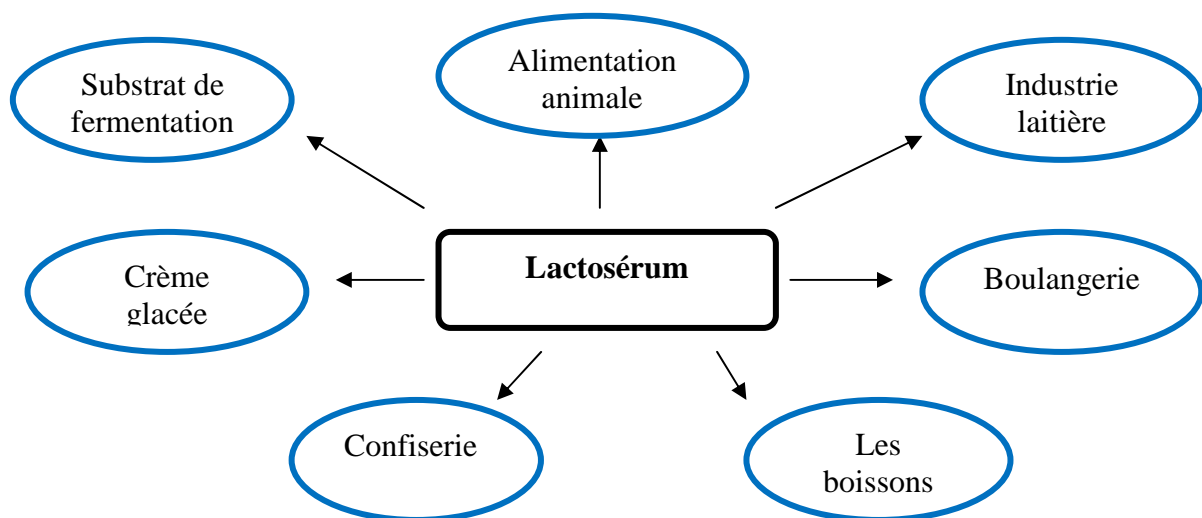 Substrat de
fermentation
Alimentation
animale
Industrie
laitière
Crème
glacée
Lactosérum
Boulangerie
Confiserie
Les
boissons